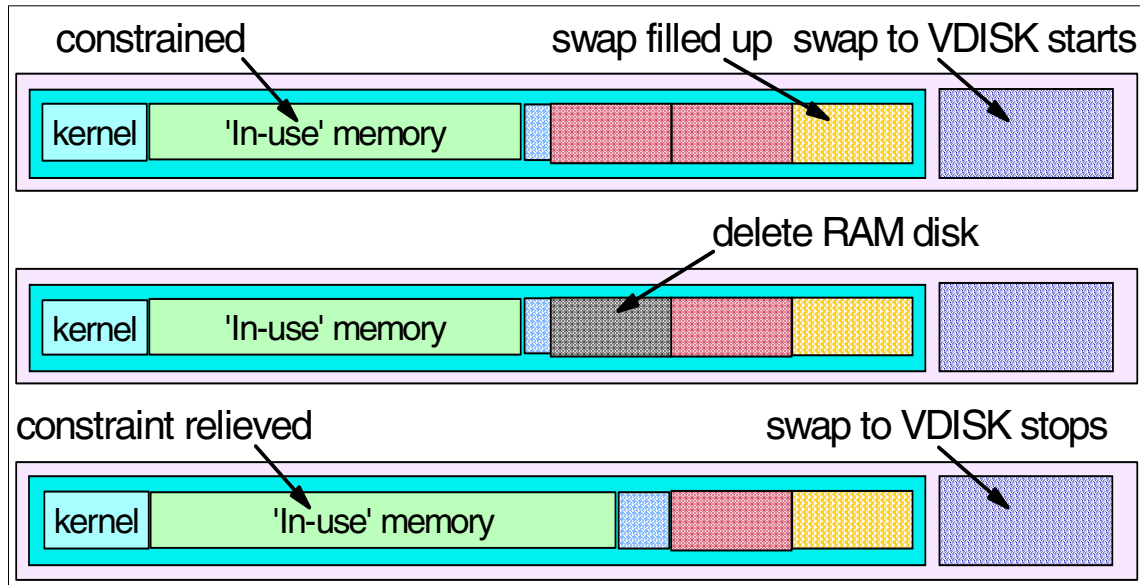 constrained
swap filled up
swap to VDISK starts
kernel
'In-use' memory
delete RAM disk
kernel
'In-use' memory
constraint relieved
swap to VDISK stops
kernel
'In-use' memory